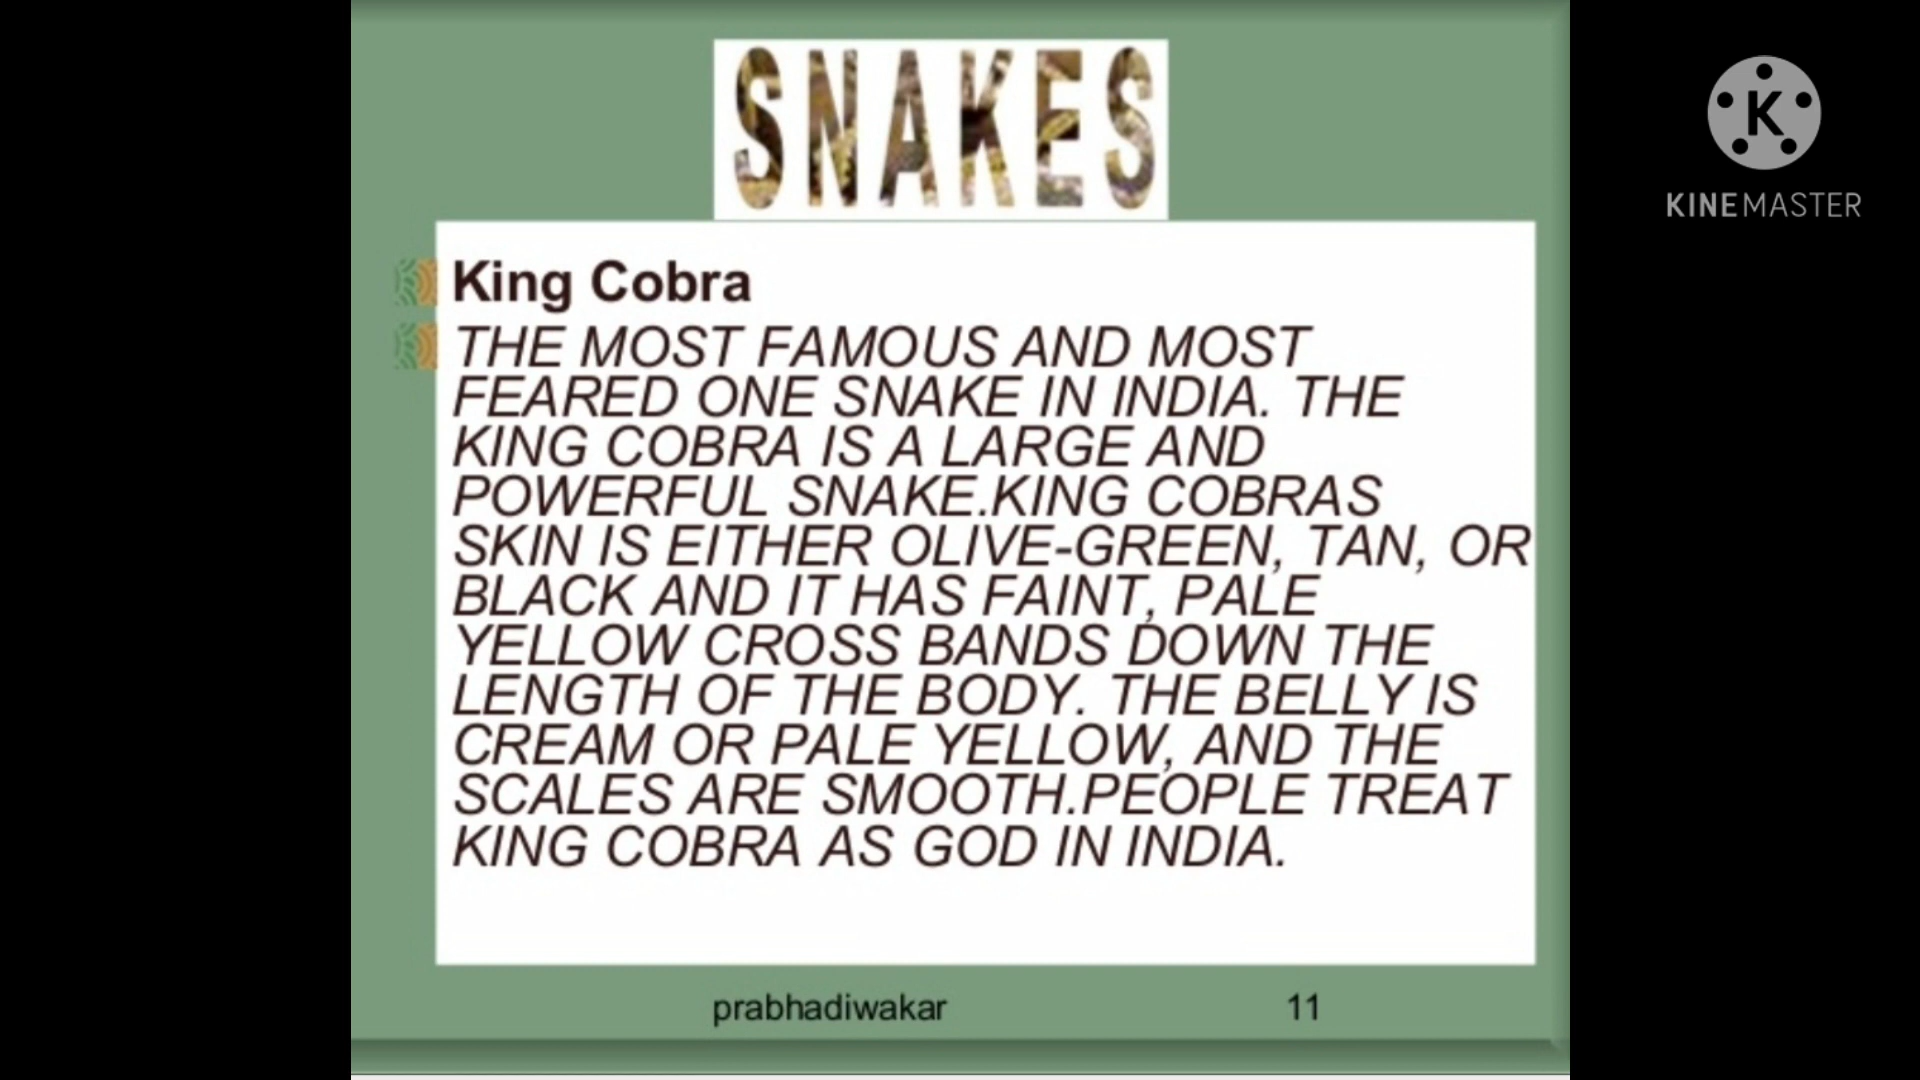 SNAKES
King Cobra
THE MOST FAMOUS AND MOST
FEARED ONE SNAKE IN INDIA. THE
KING COBRA IS A LARGE AND
POWERFUL SNAKE.KING COBRAS
SKIN IS EITHER OLIVE-GREEN, TAN, OR
BLACK AND IT HAS FAINT, PALE
YELLOW CROSS BANDS DOWN THE
LENGTH OF THE BODY. THE BELLY IS
CREAM OR PALE YELLOW, AND THE
SCALES ARE SMOOTH.PEOPLE TREAT
KING COBRA AS GOD IN INDIA.
prabhadiwakar 11
K
KINEMASTER